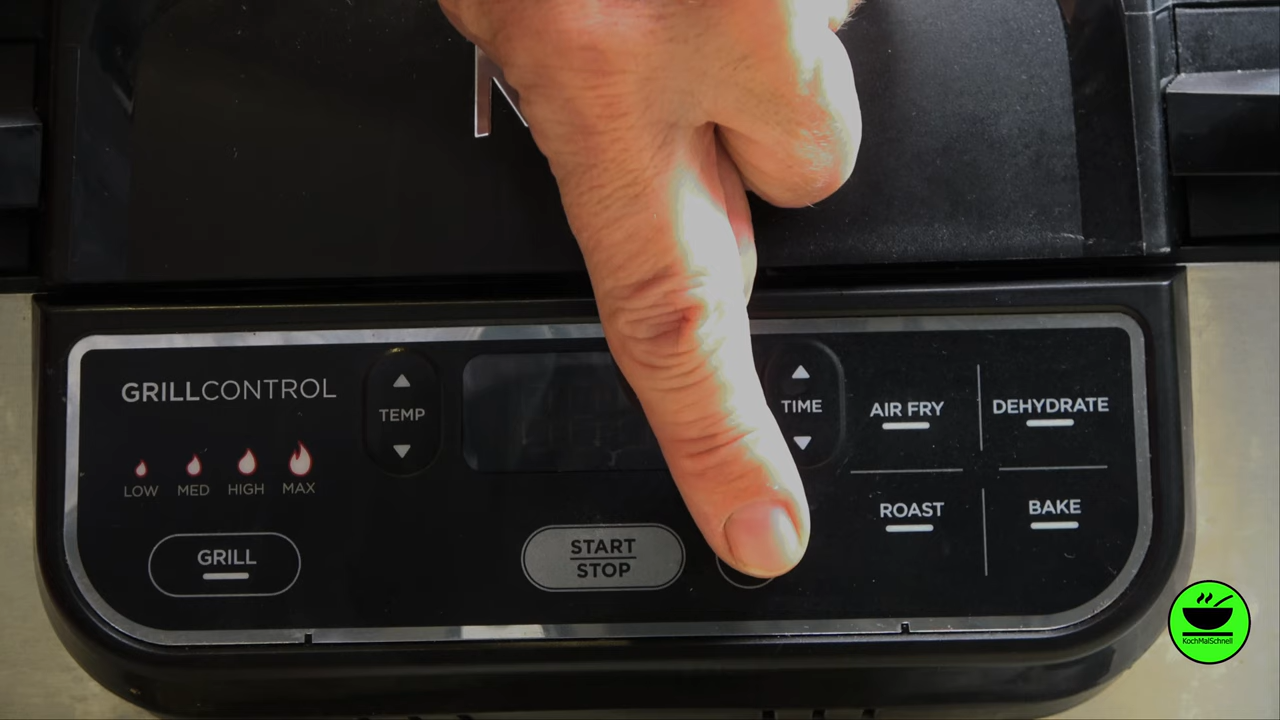 GRILLCONTROL
TEMP
TIME
AIR FRY
DEHYDRATE
LOW MED HIGH MAX
ROAST
BAKE
GRILL
START
STOP
KochMalSchnell